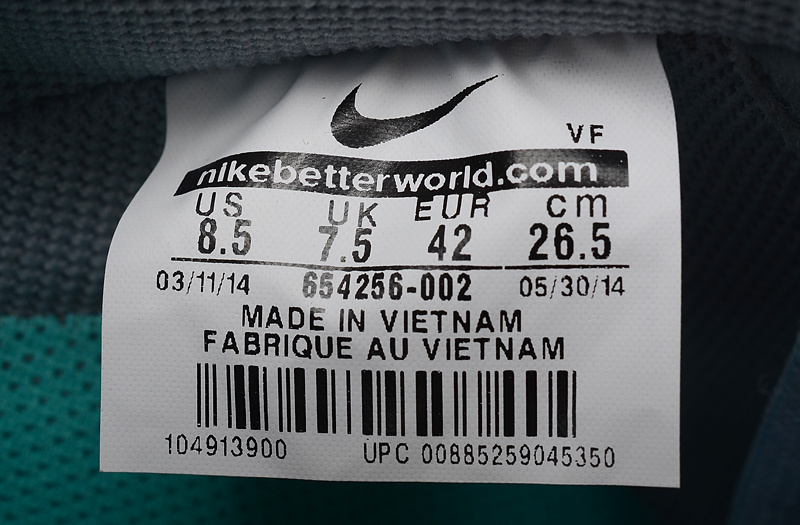 VF
nikebetterworld.com
US UK EUR cm
8.5 7.5 42 26.5
03/11/14 654256-002 05/30/14
MADE IN VIETNAM
FABRIQUE AU VIETNAM
104913900 UPC 00885259045350